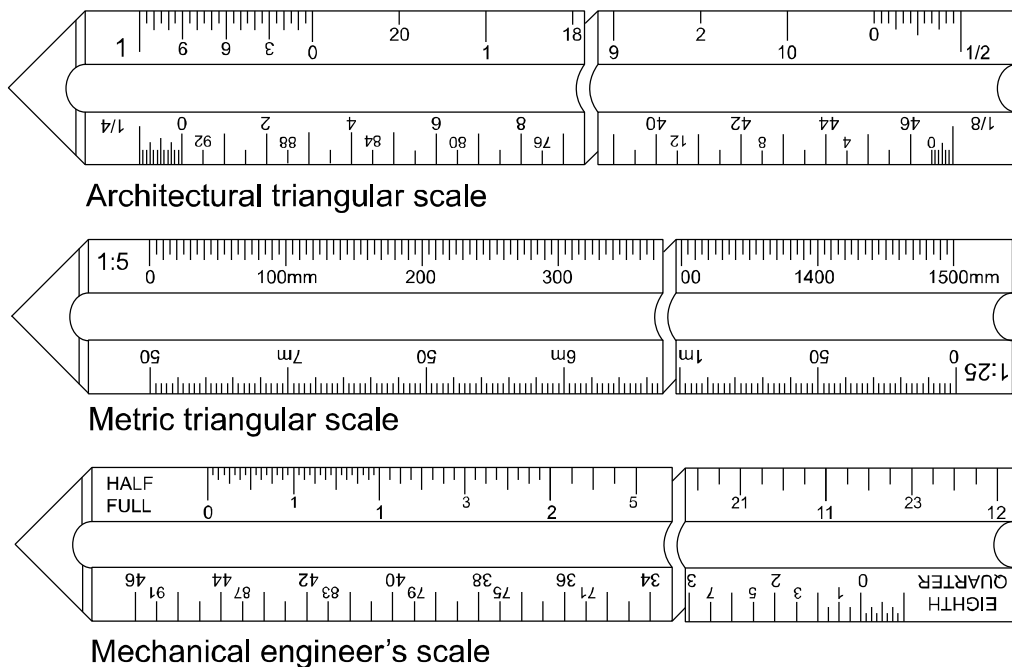 1 9 6 3 0 20 1 18 9 2 10 0 1/2
1/4 0 92 2 88 4 84 6 80 8 76 40 12 42 8 44 4 46 0 1/8
Architectural triangular scale
1:5 0 100mm 200 300 00 1400 1500mm
50 7m 50 6m 1m 50 0 1:25
Metric triangular scale
HALF 1 3 5 21 23
FULL 0 1 2 11 12
46 91 44 87 42 83 40 79 38 75 36 71 34 3 7 5 2 3 1 0
QUARTER
EIGHTH
Mechanical engineer's scale